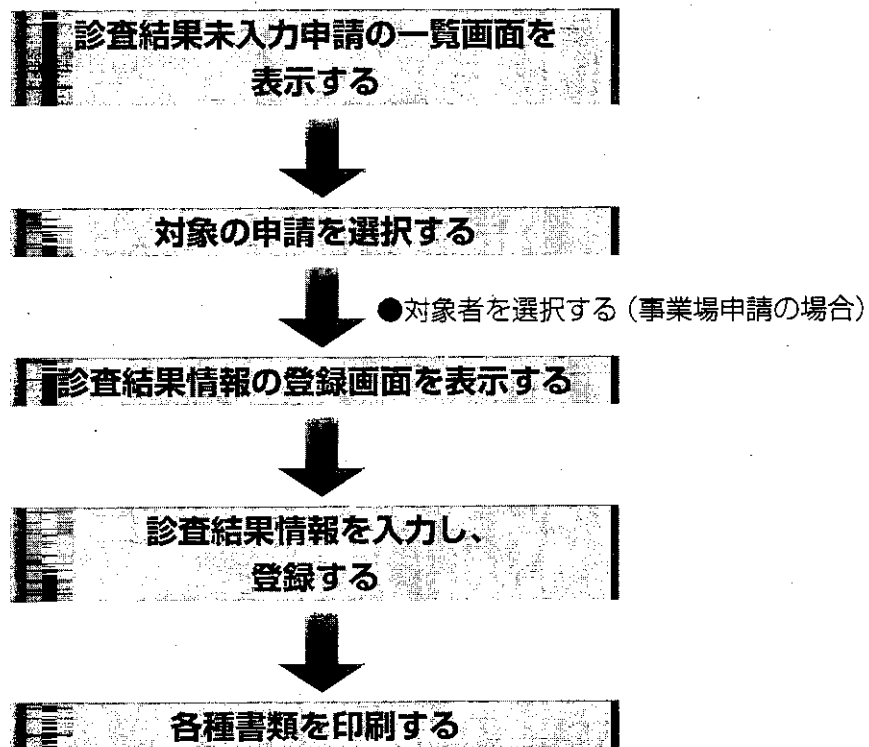 診査結果未入力申請の一覧画面を
表示する
対象の申請を選択する
●対象者を選択する（事業場申請の場合）
診査結果情報の登録画面を表示する
診査結果情報を入力し、
登録する
各種書類を印刷する